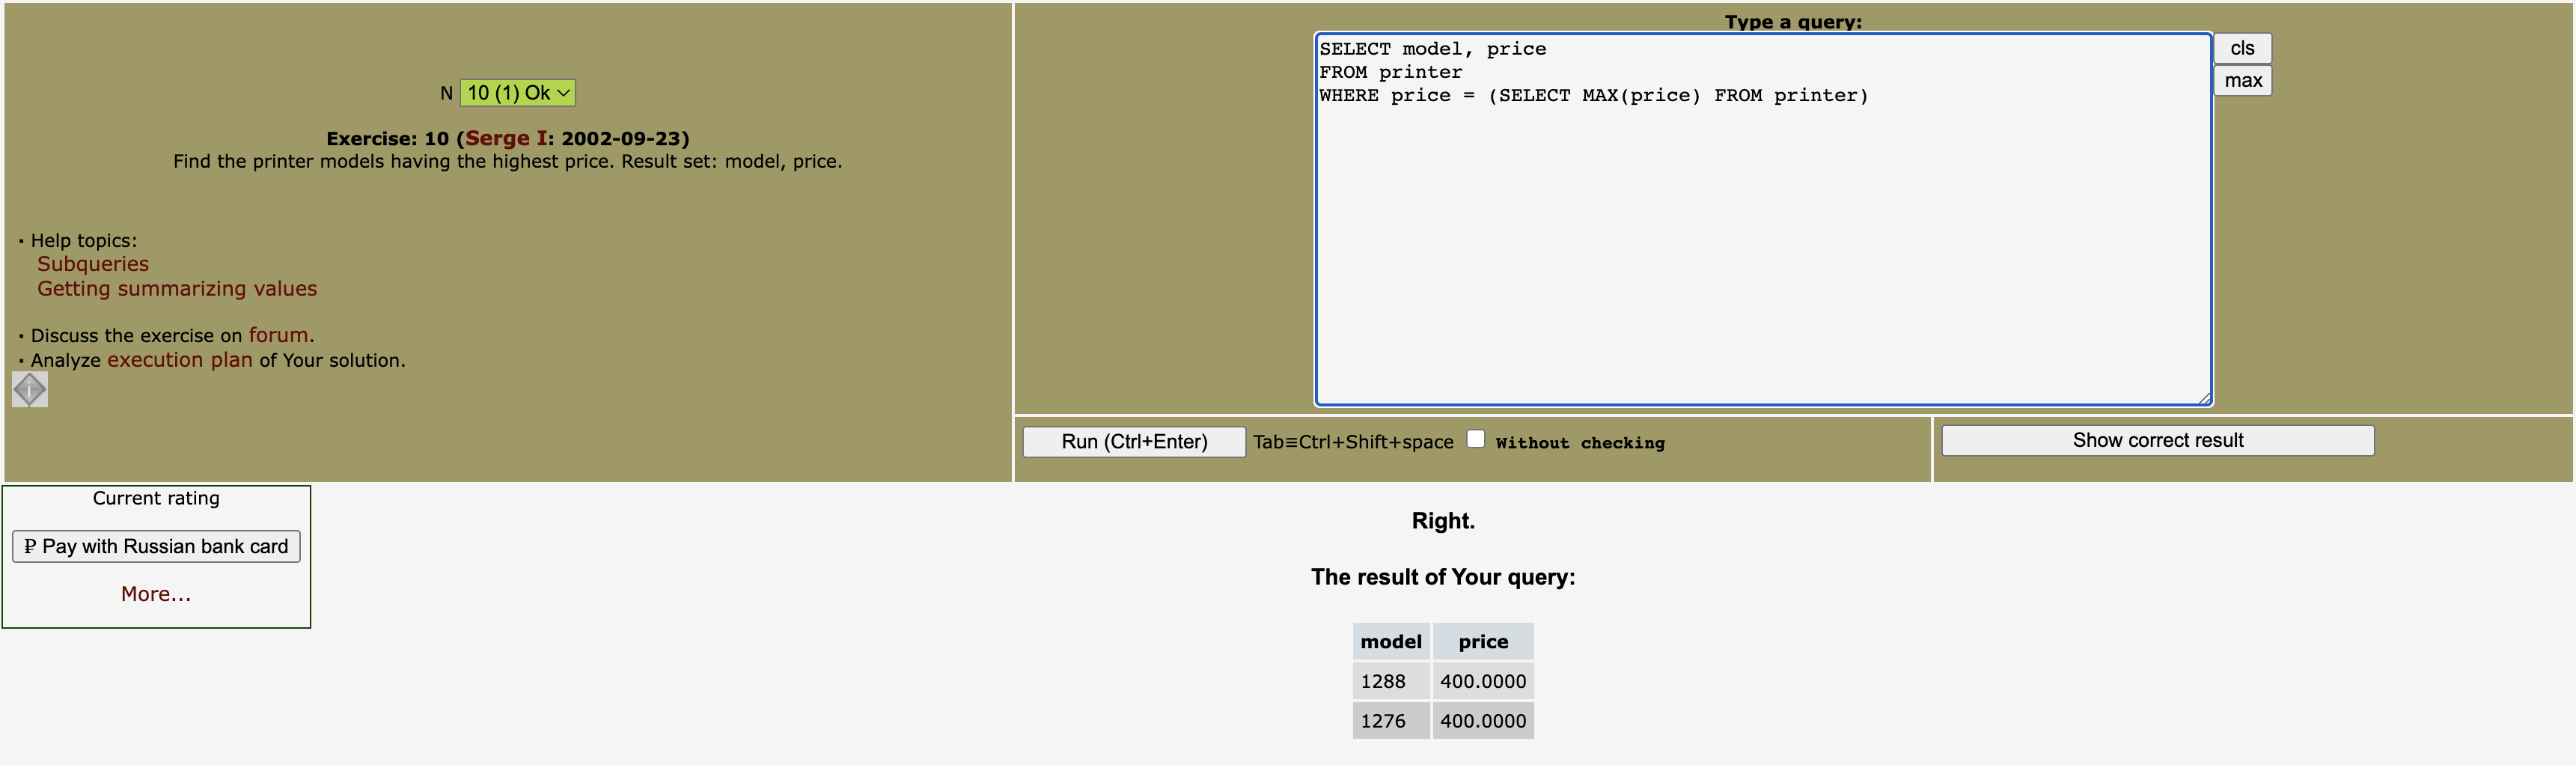 N 10 (1) Ok
Exercise: 10 (Serge I: 2002-09-23)
Find the printer models having the highest price. Result set: model, price.
▪ Help topics:
Subqueries
Getting summarizing values
▪ Discuss the exercise on forum.
▪ Analyze execution plan of Your solution.
i
Type a query:
SELECT model, price
FROM printer
WHERE price = (SELECT MAX(price) FROM printer)
cls
max
Run (Ctrl+Enter) Tab≡Ctrl+Shift+space Without checking
Show correct result
Current rating
₽ Pay with Russian bank card
More...
Right.
The result of Your query:
model price
1288 400.0000
1276 400.0000